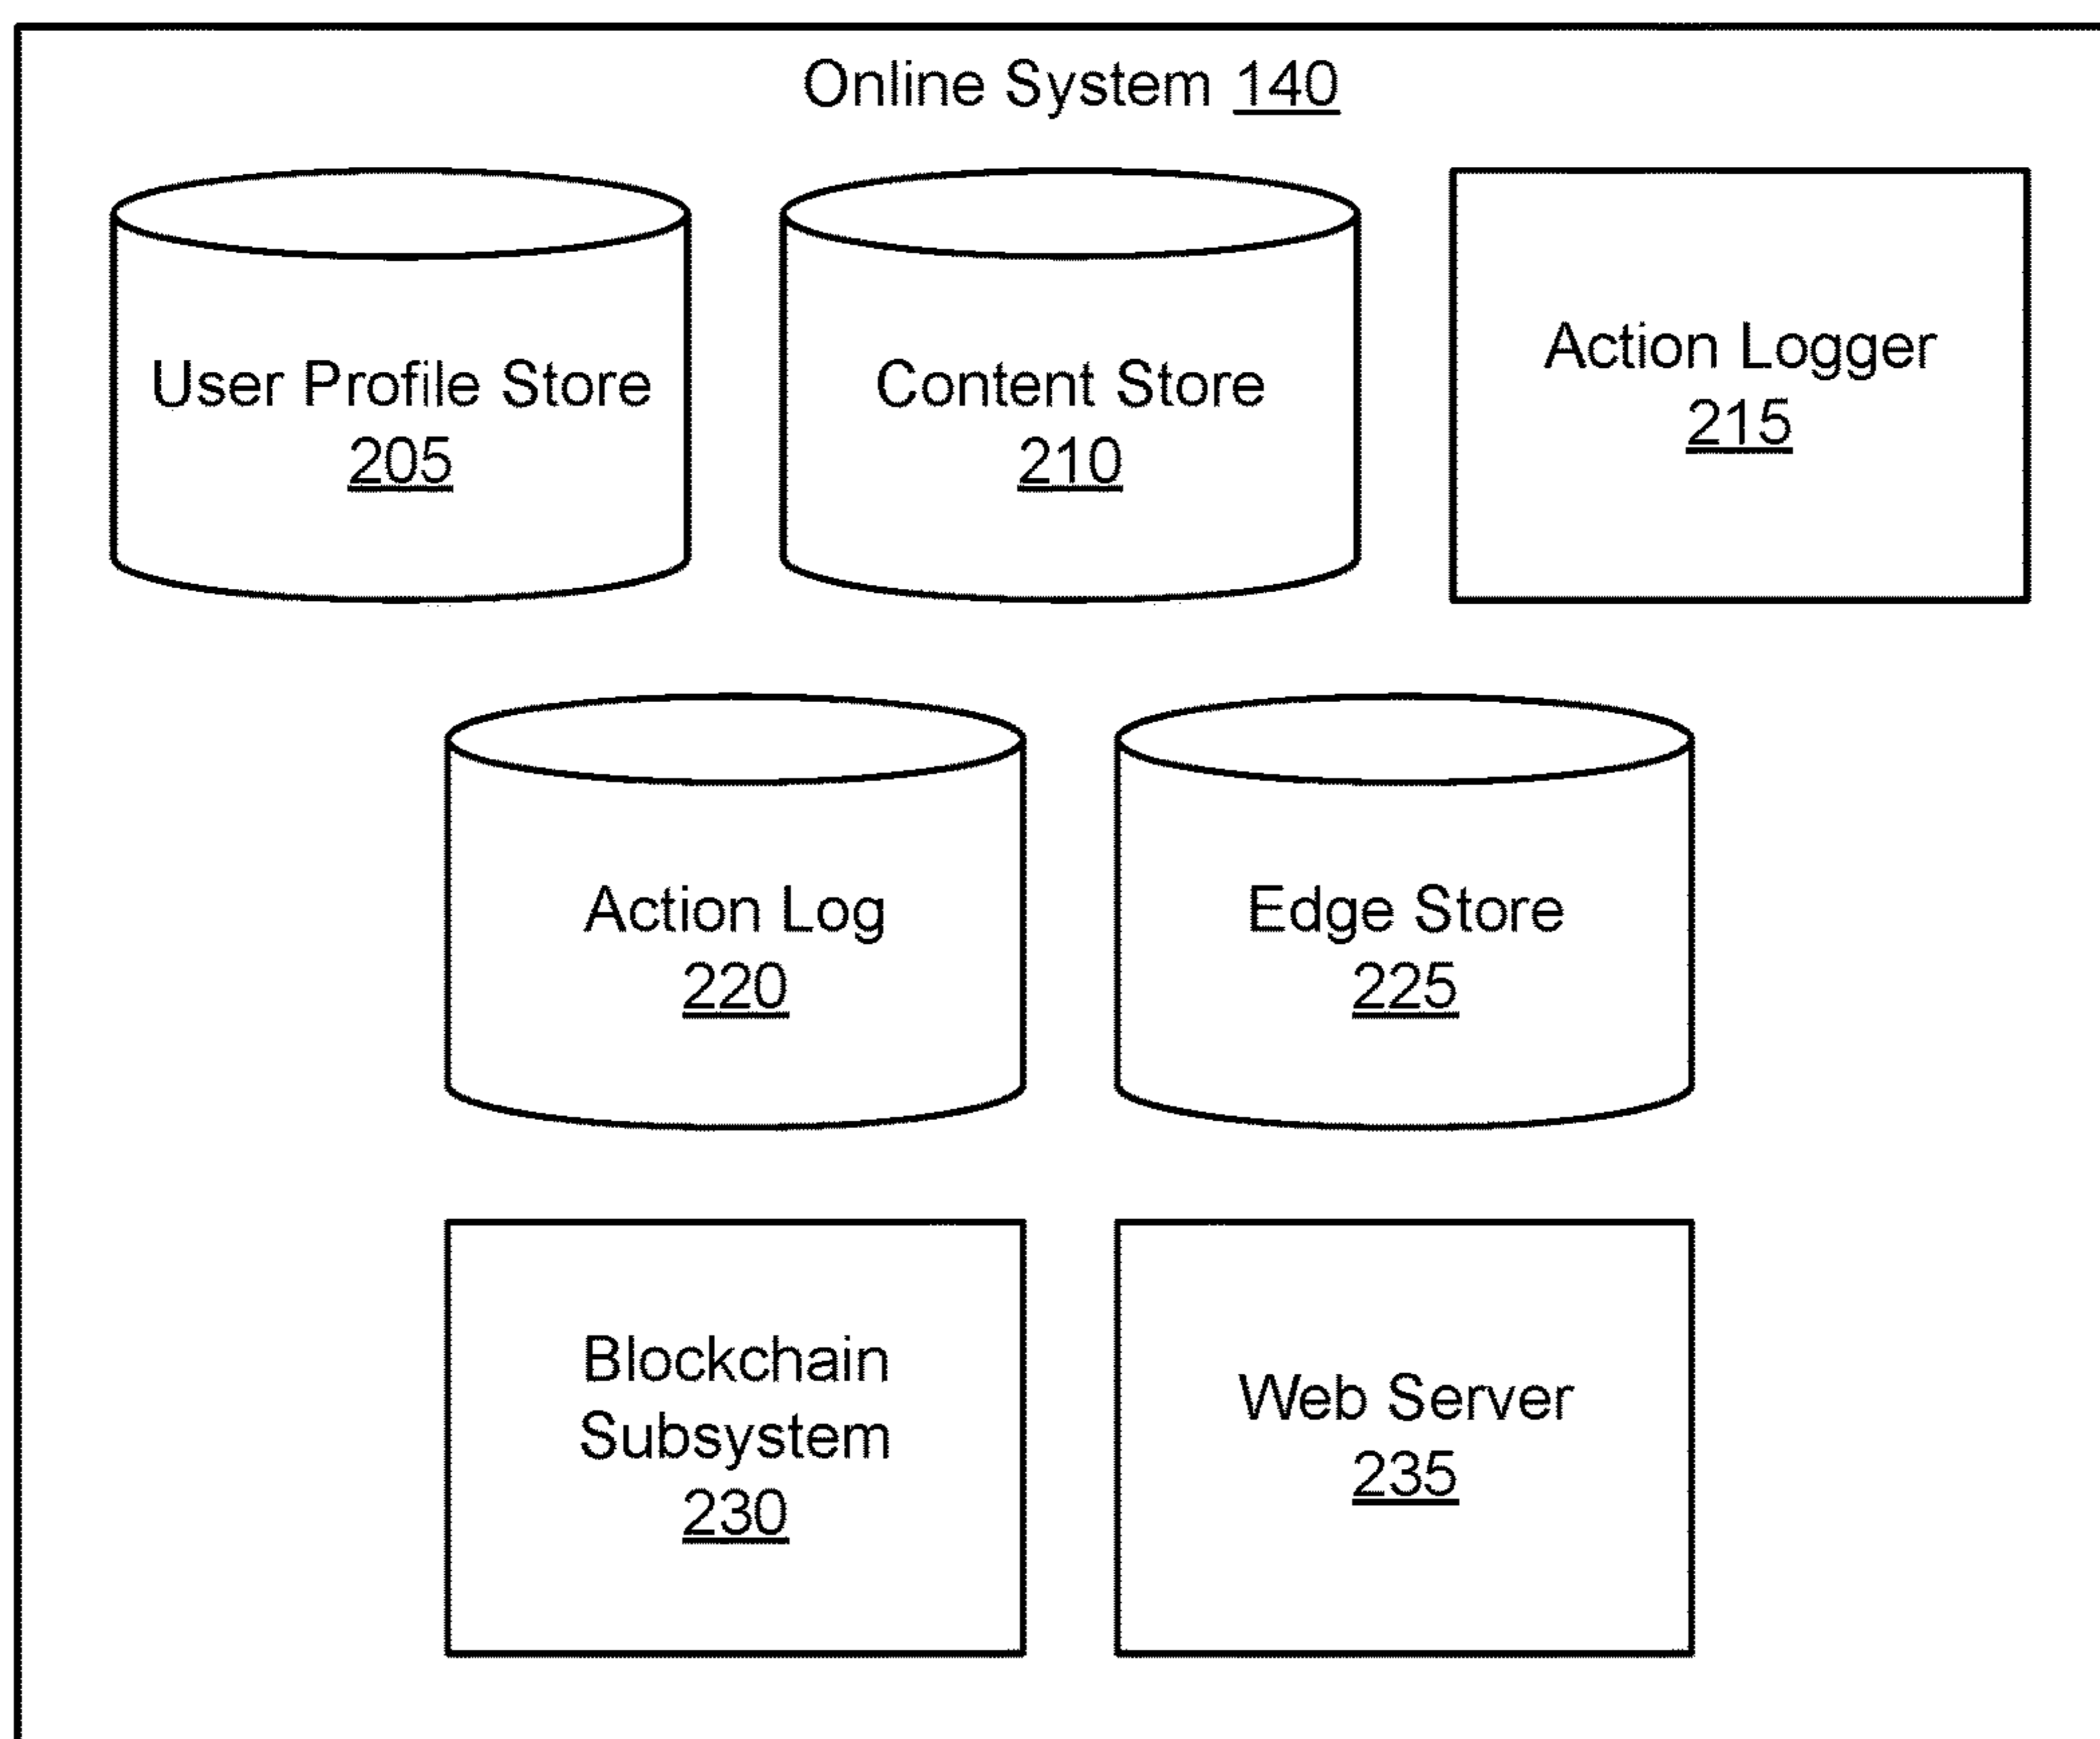 Online System 140
User Profile Store
205
Content Store
210
Action Logger
215
Action Log
220
Edge Store
225
Blockchain
Subsystem
230
Web Server
235